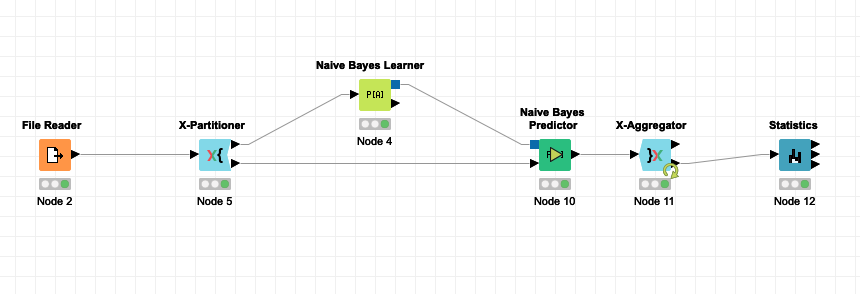 Naive Bayes Learner
P[A]
Node 4
File Reader
Node 2
X-Partitioner
X{
Node 5
Naive Bayes
Predictor
Node 10
X-Aggregator
}X
Node 11
Statistics
Node 12